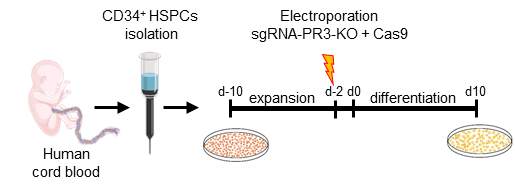 CD34⁺ HSPCs
isolation
Electroporation
sgRNA-PR3-KO + Cas9
d-10
expansion
d-2
d0
differentiation
d10
Human
cord blood